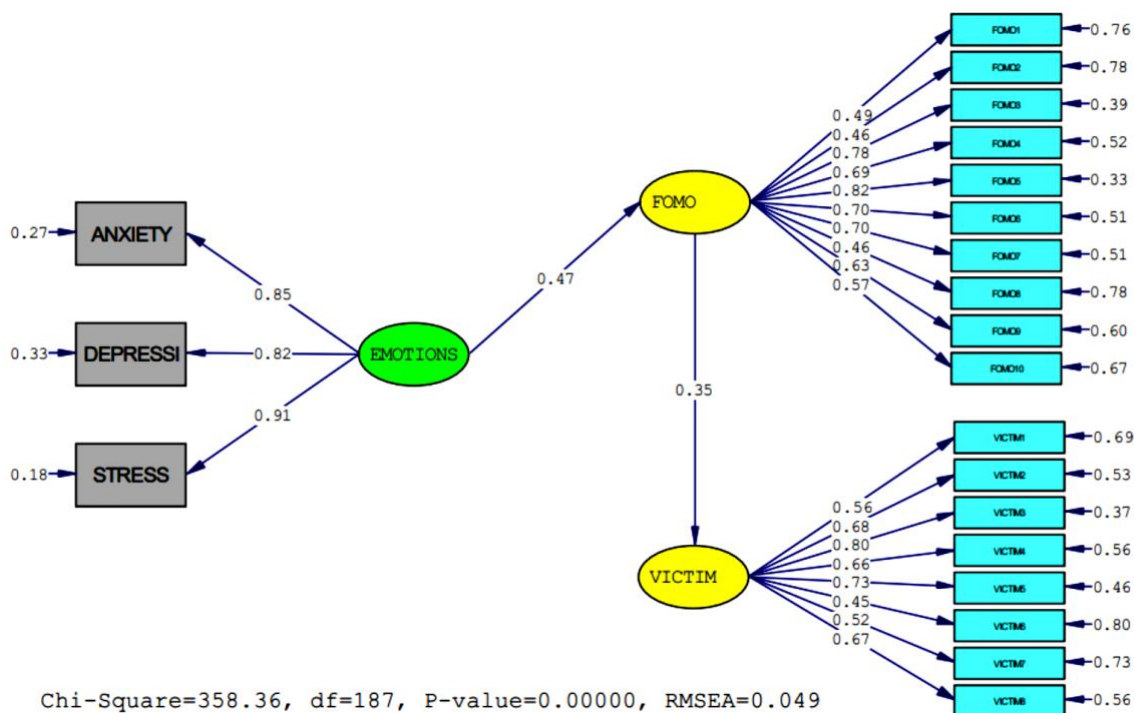 FOMO1
0.76
FOMO2
0.78
FOMO3
0.39
0.49
0.46
FOMO4
0.52
0.78
0.69
FOMO5
0.33
0.82
FOMO
0.70
FOMO6
0.51
0.70
0.27
ANXIETY
0.46
FOMO7
0.51
0.63
0.47
0.57
FOMO8
0.78
0.85
FOMO9
0.60
0.33
DEPRESSI
0.82
EMOTIONS
FOMO10
0.67
0.35
0.91
VICTIM1
0.69
0.18
STRESS
VICTIM2
0.53
0.56
VICTIM3
0.37
0.68
0.80
VICTIM4
0.56
0.66
VICTIM
0.73
VICTIM5
0.46
0.45
0.52
VICTIM6
0.80
0.67
VICTIM7
0.73
Chi-Square=358.36, df=187, P-value=0.00000, RMSEA=0.049
VICTIM8
0.56